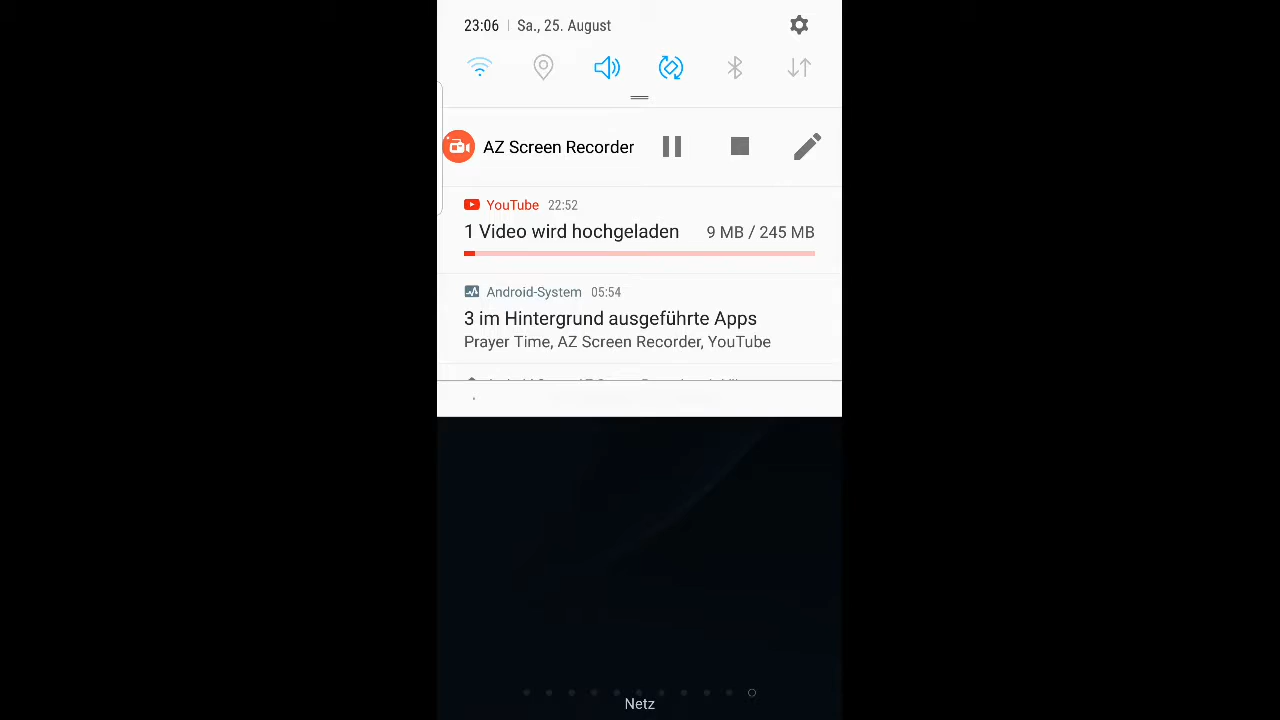 23:06 | Sa., 25. August
AZ Screen Recorder
YouTube 22:52
1 Video wird hochgeladen 9 MB / 245 MB
Android-System 05:54
3 im Hintergrund ausgeführte Apps
Prayer Time, AZ Screen Recorder, YouTube
Netz